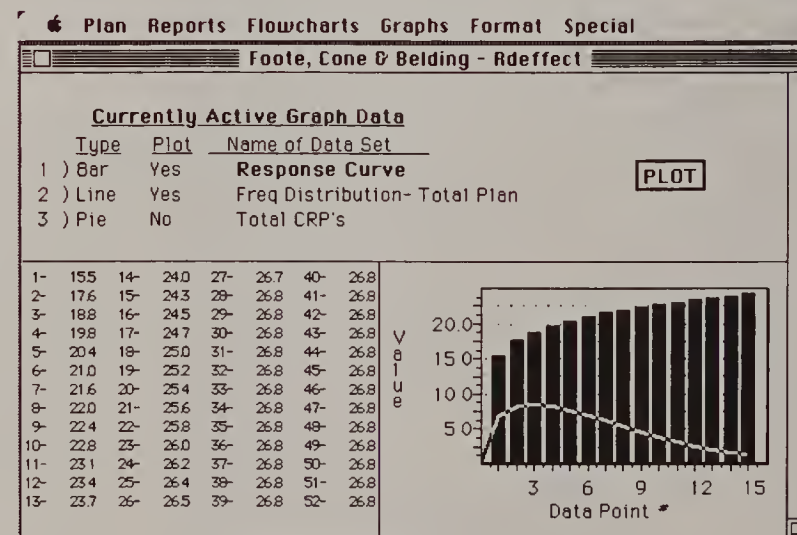 Plan Reports Flowcharts Graphs Format Special
Foote, Cone & Belding - Rdeffect
Currently Active Graph Data
Type Plot Name of Data Set
1 ) Bar Yes Response Curve
2 ) Line Yes Freq Distribution- Total Plan
3 ) Pie No Total CRP's
PLOT
1- 15.5 14- 24.0 27- 26.7 40- 26.8
2- 17.6 15- 24.3 28- 26.8 41- 26.8
3- 18.8 16- 24.5 29- 26.8 42- 26.8
4- 19.8 17- 24.7 30- 26.8 43- 26.8
5- 20.4 18- 25.0 31- 26.8 44- 26.8
6- 21.0 19- 25.2 32- 26.8 45- 26.8
7- 21.6 20- 25.4 33- 26.8 46- 26.8
8- 22.0 21- 25.6 34- 26.8 47- 26.8
9- 22.4 22- 25.8 35- 26.8 48- 26.8
10- 22.8 23- 26.0 36- 26.8 49- 26.8
11- 23.1 24- 26.2 37- 26.8 50- 26.8
12- 23.4 25- 26.4 38- 26.8 51- 26.8
13- 23.7 26- 26.5 39- 26.8 52- 26.8
Value
20.0
15.0
10.0
5.0
3 6 9 12 15
Data Point #